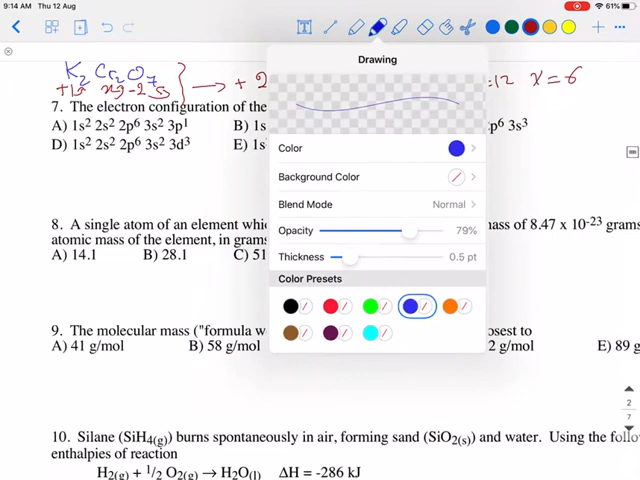 9:14 AM Thu 12 Aug
61%
K2 Cr2 O7
+ 2
=12 x = 6
Drawing
7. The electron configuration of the
A) 1s2 2s2 2p6 3s2 3p1 B) 1s
p6 3s3
D) 1s2 2s2 2p6 3s2 3d3 E) 1s
Color
Background Color
Blend Mode Normal
Opacity 79%
Thickness 0.5 pt
Color Presets
8. A single atom of an element
mass of 8.47 x 10-23 grams
atomic mass of the element, in grams
A) 14.1 B) 28.1 C) 51
9. The molecular mass ("formula
A) 41 g/mol B) 58 g/mol
2 g/mol E) 89 g
2
7
10. Silane (SiH4(g)) burns spontaneously in air, forming sand (SiO2(s)) and water. Using the
enthalpies of reaction
H2(g) + 1/2 O2(g) → H2O(l) ΔH = -286 kJ